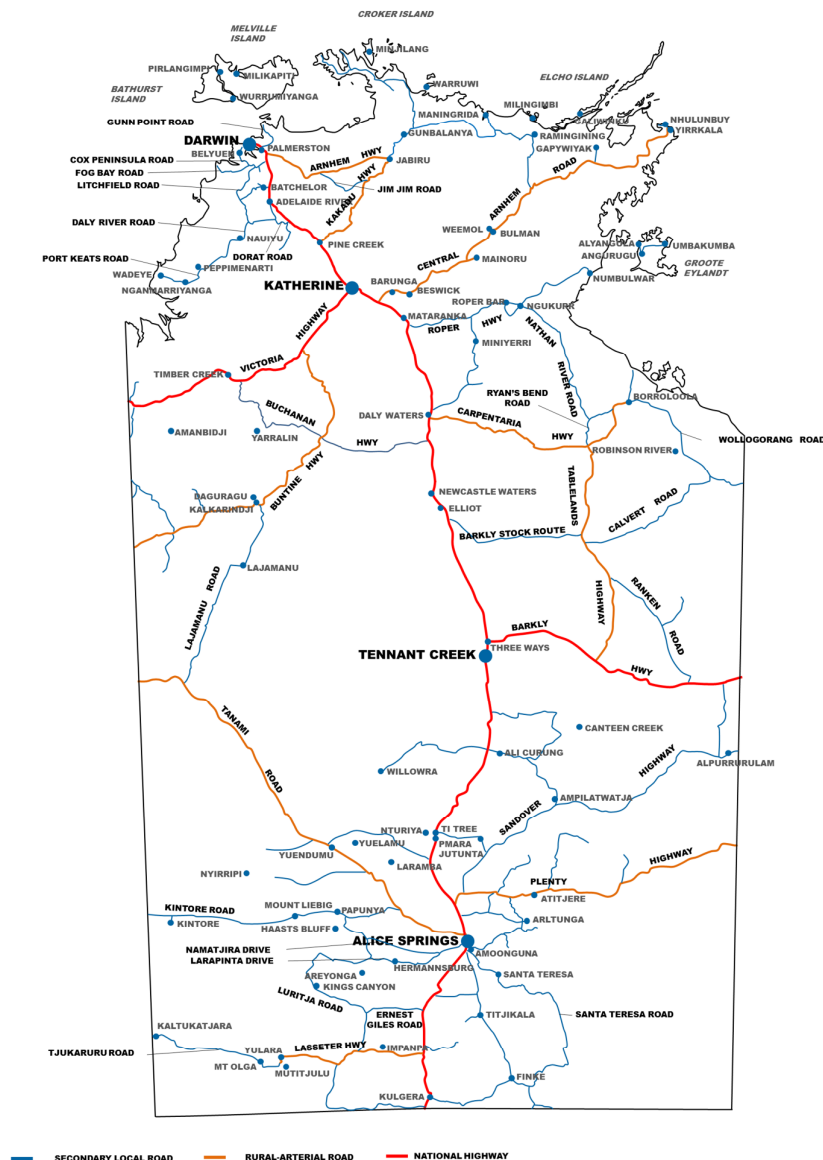 CROKER ISLAND
MELVILLE
ISLAND
MINJILANG
PIRLANGIMPI
MILIKAPITI
ELCHO ISLAND
BATHURST
ISLAND
WURRUMIYANGA
WARRUWI
MILINGIMBI
MANINGRIDA
GALIWINKU
NHULUNBUY
GUNN POINT ROAD
YIRRKALA
GUNBALANYA
RAMINGINING
DARWIN
PALMERSTON
BELYUEN
GAPYWIYAK
COX PENINSULA ROAD
ARNHEM HWY
JABIRU
FOG BAY ROAD
LITCHFIELD ROAD
BATCHELOR
JIM JIM ROAD
ADELAIDE RIVER
KAKADU HWY
CENTRAL ARNHEM ROAD
DALY RIVER ROAD
WEEMOL
BULMAN
NAUIYU
PINE CREEK
ALYANGULA
UMBAKUMBA
ANGURUGU
PORT KEATS ROAD
DORAT ROAD
MAINORU
GROOTE
EYLANDT
WADEYE
PEPPIMENARTI
NUMBULWAR
NGANMARRIYANGA
KATHERINE
BARUNGA
BESWICK
ROPER BAR
NGUKURR
MATARANKA
ROPER HWY
NATHAN RIVER ROAD
MINIYERRI
VICTORIA HIGHWAY
TIMBER CREEK
RYAN'S BEND
ROAD
BORROLOOLA
BUCHANAN HWY
DALY WATERS
CARPENTARIA HWY
AMANBIDJI
YARRALIN
WOLLOGORANG ROAD
ROBINSON RIVER
BUNTINE HWY
TABLELANDS HIGHWAY
DAGURAGU
KALKARINDJI
NEWCASTLE WATERS
ELLIOT
CALVERT ROAD
BARKLY STOCK ROUTE
LAJAMANU
LAJAMANU ROAD
RANKEN ROAD
BARKLY HWY
THREE WAYS
TENNANT CREEK
TANAMI ROAD
CANTEEN CREEK
ALI CURUNG
ALPURRURULAM
WILLOWRA
SANDOVER HIGHWAY
AMPILATWATJA
NTURIYA
TI TREE
YUELAMU
PMARA
JUTUNTA
YUENDUMU
LARAMBA
NYIRRIPI
PLENTY HIGHWAY
ATITJERE
KINTORE ROAD
MOUNT LIEBIG
PAPUNYA
KINTORE
HAASTS BLUFF
ARLTUNGA
ALICE SPRINGS
NAMATJIRA DRIVE
AMOONGUNA
LARAPINTA DRIVE
HERMANNSBURG
AREYONGA
SANTA TERESA
KINGS CANYON
LURITJA ROAD
ERNEST
GILES ROAD
TITJIKALA
SANTA TERESA ROAD
KALTUKATJARA
TJUKARURU ROAD
YULARA
LASSETER HWY
IMPANPA
MT OLGA
MUTITJULU
FINKE
KULGERA
SECONDARY LOCAL ROAD
RURAL-ARTERIAL ROAD
NATIONAL HIGHWAY